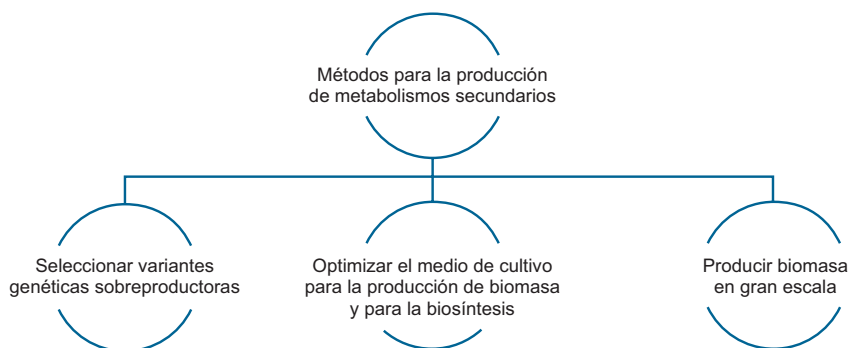 Métodos para la producción
de metabolismos secundarios
Seleccionar variantes
genéticas sobreproductoras
Optimizar el medio de cultivo
para la producción de biomasa
y para la biosíntesis
Producir biomasa
en gran escala